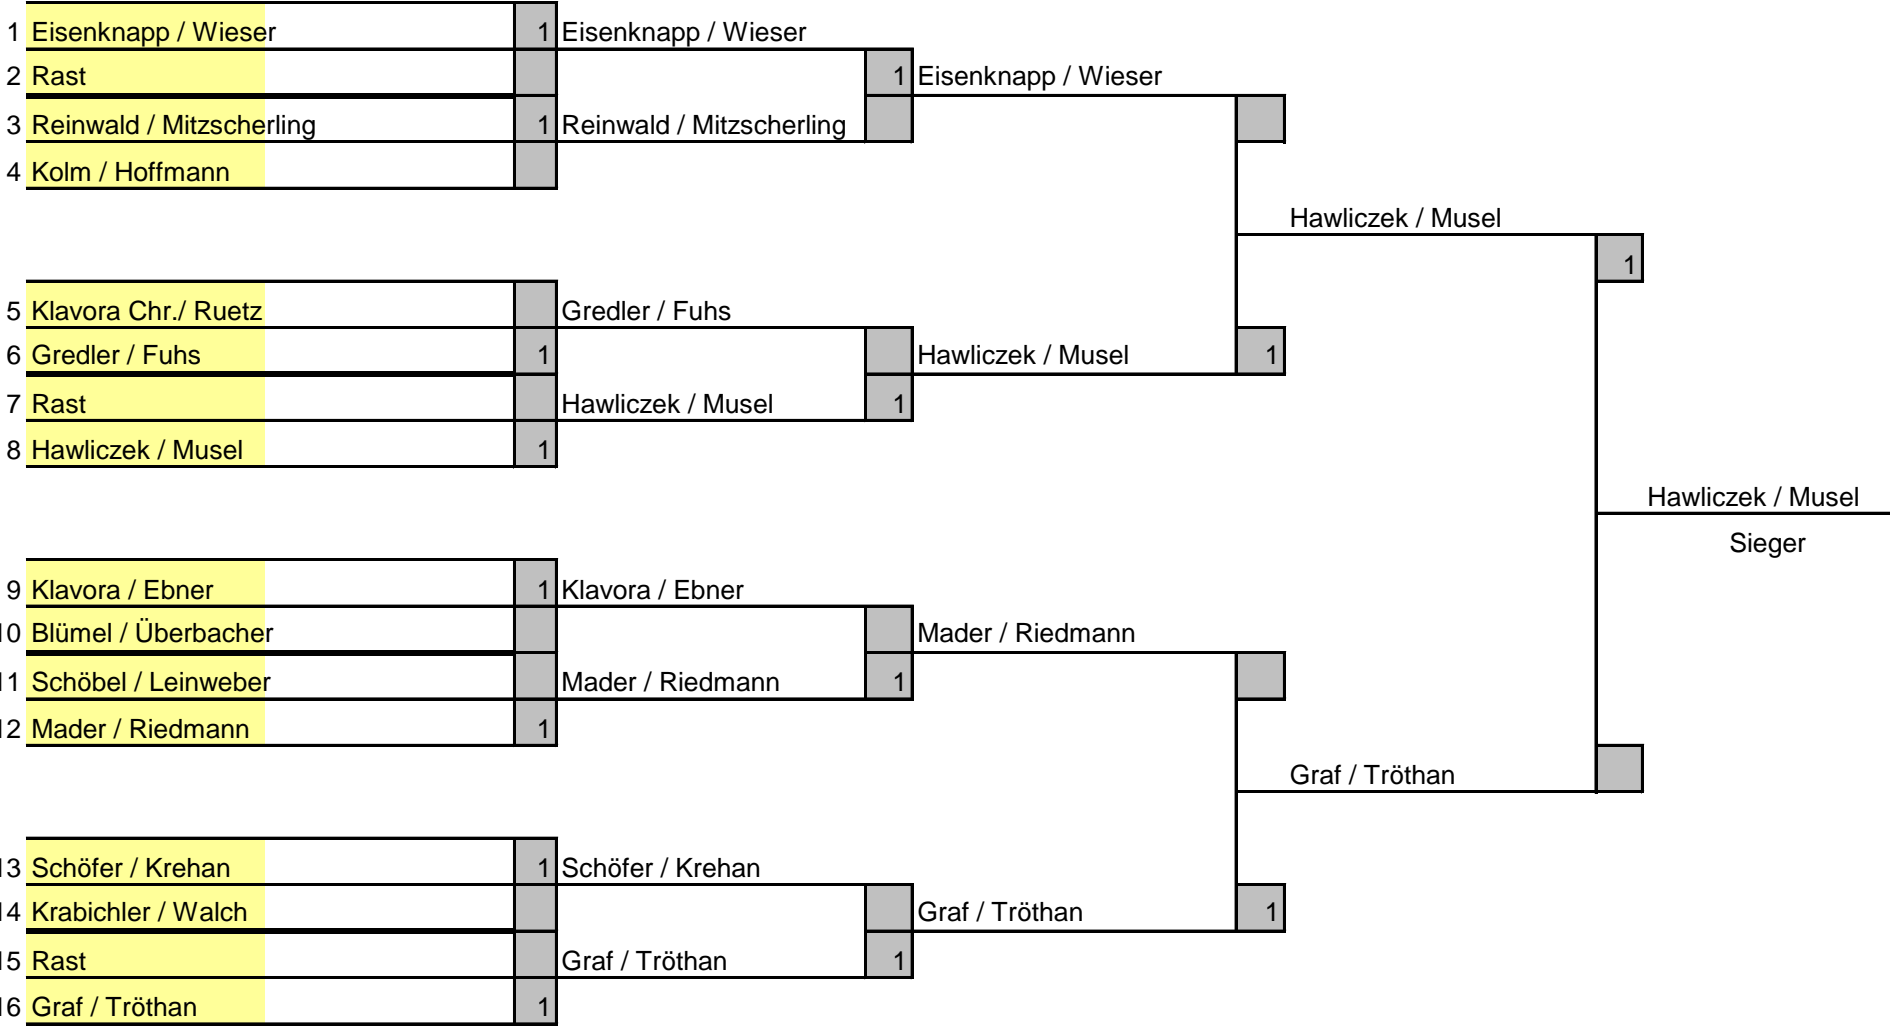 1 Eisenknapp / Wieser 1 Eisenknapp / Wieser
2 Rast 1 Eisenknapp / Wieser
3 Reinwald / Mitzscherling 1 Reinwald / Mitzscherling
4 Kolm / Hoffmann
Hawliczek / Musel
1
5 Klavora Chr./ Ruetz Gredler / Fuhs
6 Gredler / Fuhs 1 Hawliczek / Musel 1
7 Rast Hawliczek / Musel 1
8 Hawliczek / Musel 1
Hawliczek / Musel
Sieger
9 Klavora / Ebner 1 Klavora / Ebner
10 Blümel / Überbacher Mader / Riedmann
11 Schöbel / Leinweber Mader / Riedmann 1
12 Mader / Riedmann 1
Graf / Tröthan
13 Schöfer / Krehan 1 Schöfer / Krehan
14 Krabichler / Walch Graf / Tröthan 1
15 Rast Graf / Tröthan 1
16 Graf / Tröthan 1